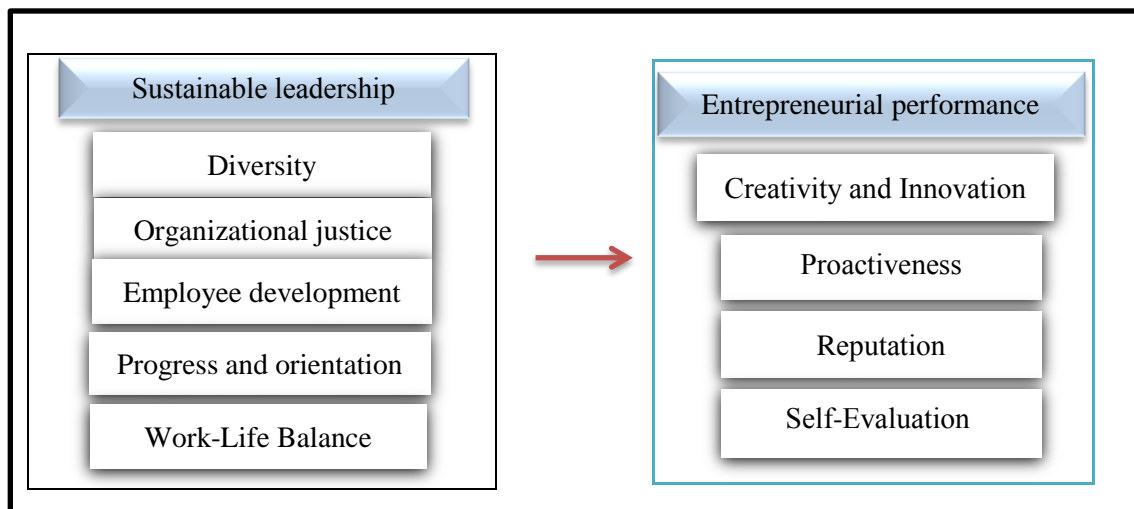 Sustainable leadership
Diversity
Organizational justice
Employee development
Progress and orientation
Work-Life Balance
Entrepreneurial performance
Creativity and Innovation
Proactiveness
Reputation
Self-Evaluation